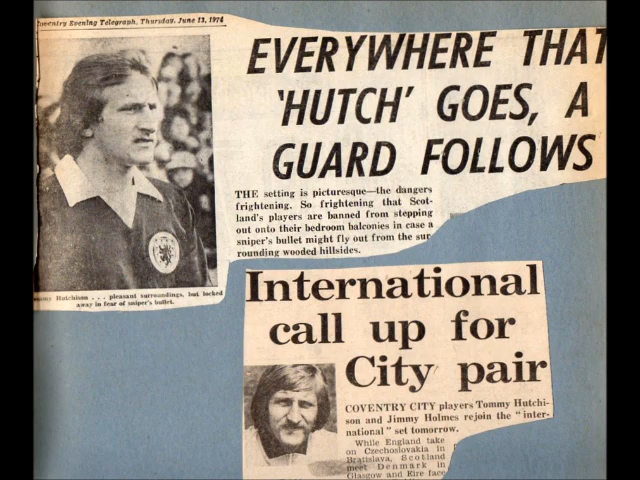 Coventry Evening Telegraph, Thursday, June 13, 1974
EVERYWHERE THAT
'HUTCH' GOES, A
GUARD FOLLOWS
THE setting is picturesque—the dangers
frightening. So frightening that Scot-
land's players are banned from stepping
out onto their bedroom balconies in case a
sniper's bullet might fly out from the sur-
rounding wooded hillsides.
Tommy Hutchison . . . pleasant surroundings, but locked
away in fear of sniper's bullet.
International
call up for
City pair
COVENTRY CITY players Tommy Hutchi-
son and Jimmy Holmes rejoin the "inter-
national" set tomorrow.
While England take
on Czechoslovakia in
Bratislava, Scotland
meet Denmark in
Glasgow and Eire face